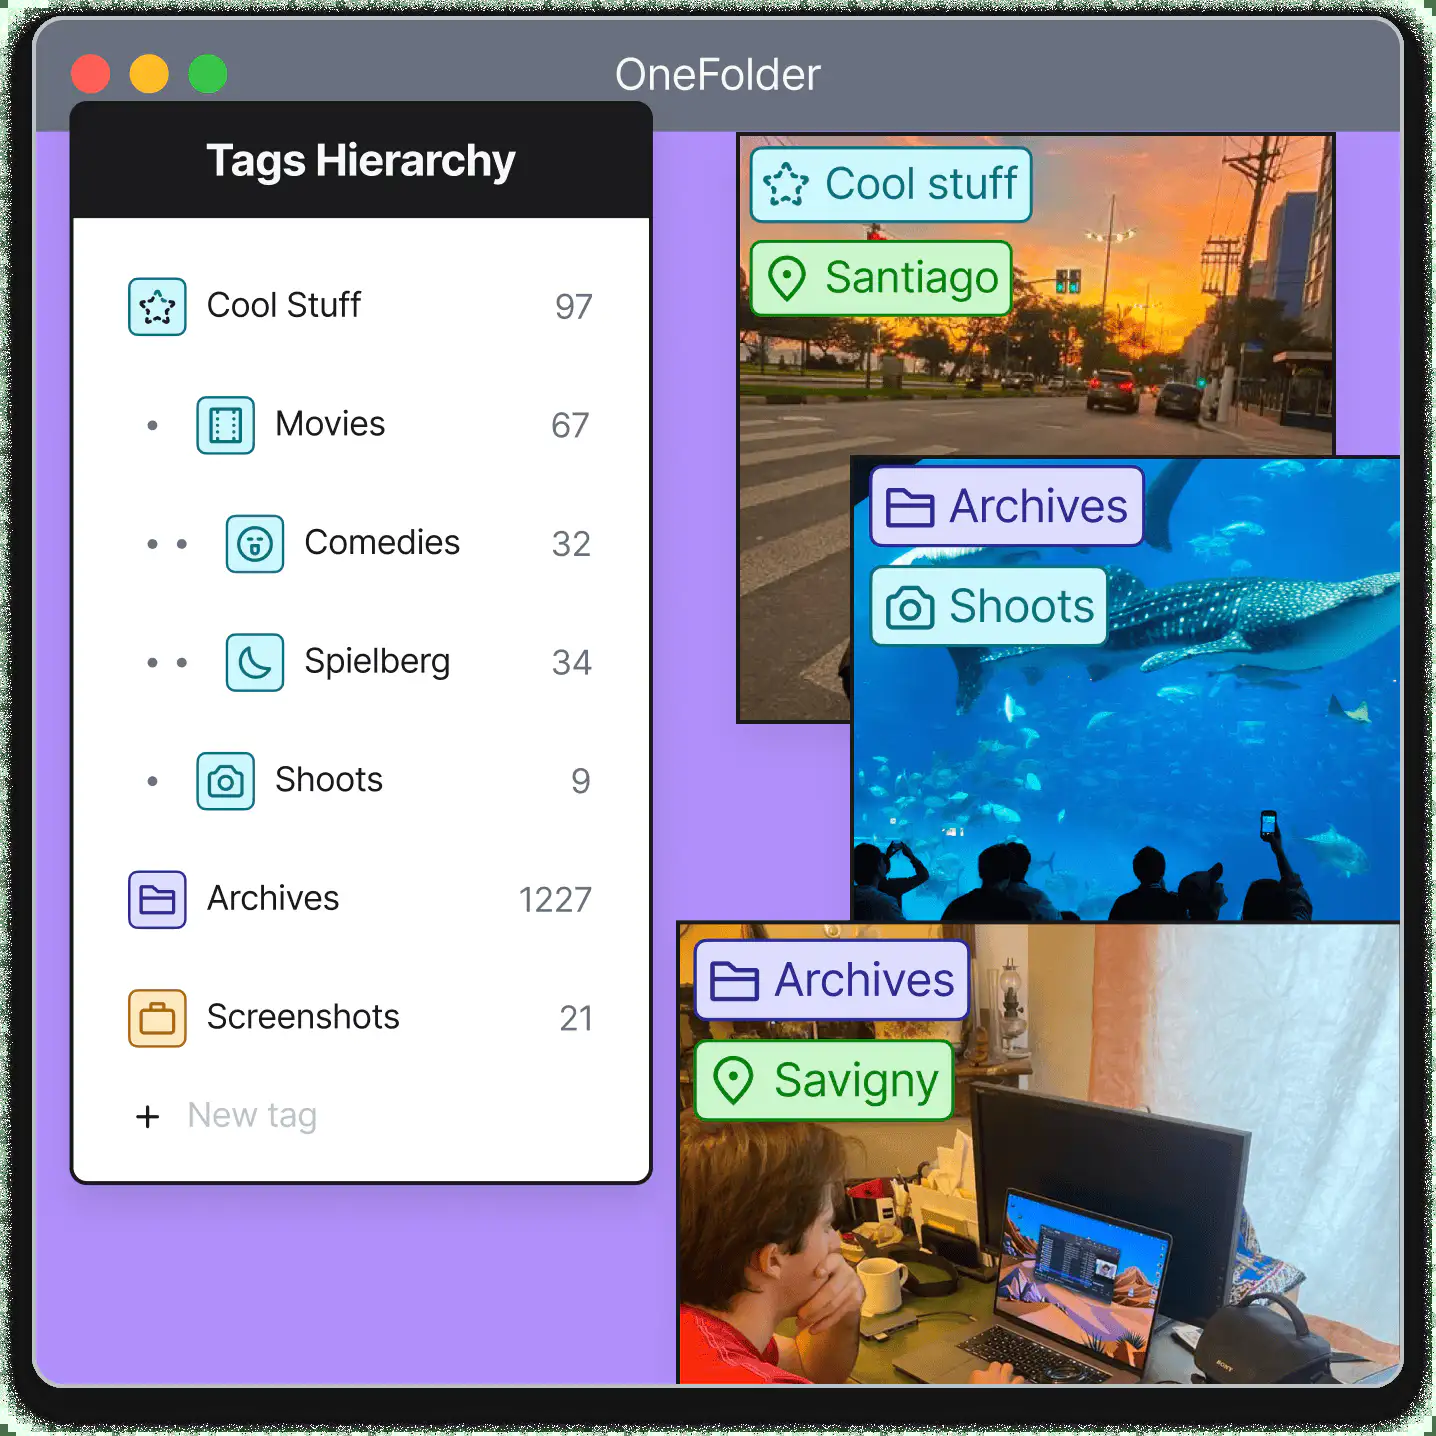 OneFolder
Tags Hierarchy
Cool Stuff 97
Movies 67
Comedies 32
Spielberg 34
Shoots 9
Archives 1227
Screenshots 21
+ New tag
Cool stuff
Santiago
Archives
Shoots
Archives
Savigny
SONY